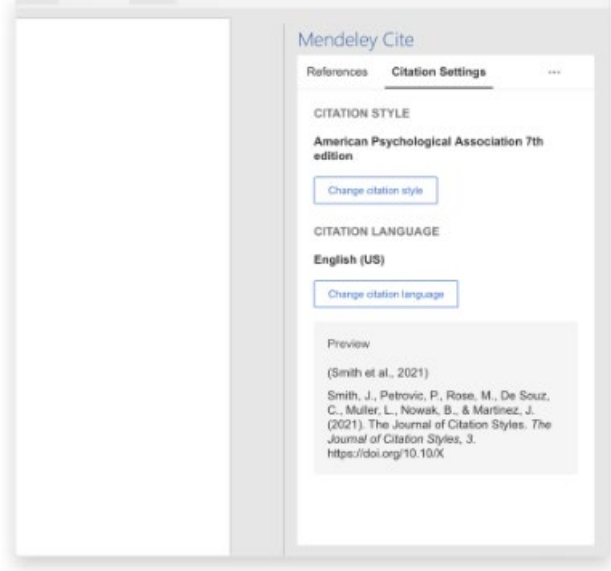 Mendeley Cite
References Citation Settings ...
CITATION STYLE
American Psychological Association 7th
edition
Change citation style
CITATION LANGUAGE
English (US)
Change citation language
Preview
(Smith et al., 2021)
Smith, J., Petrovic, P., Rose, M., De Souz,
C., Muller, L., Nowak, B., & Martinez, J.
(2021). The Journal of Citation Styles. The
Journal of Citation Styles, 3.
https://doi.org/10.10/X